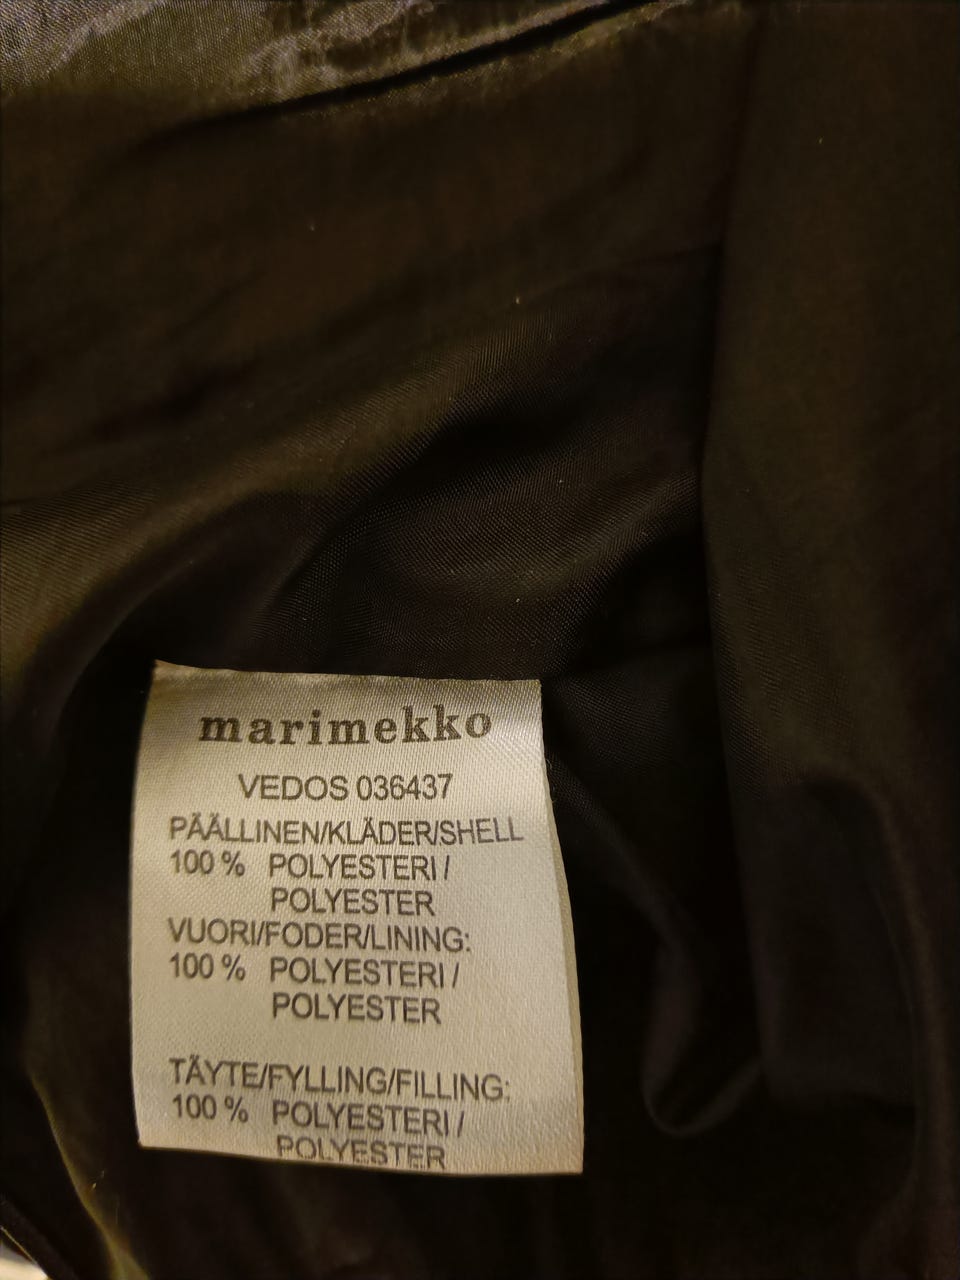 marimekko
VEDOS 036437
PÄÄLLINEN/KLÄDER/SHELL
100 % POLYESTERI /
POLYESTER
VUORI/FODER/LINING:
100 % POLYESTERI /
POLYESTER
TÄYTE/FYLLING/FILLING:
100 % POLYESTERI /
POLYESTER